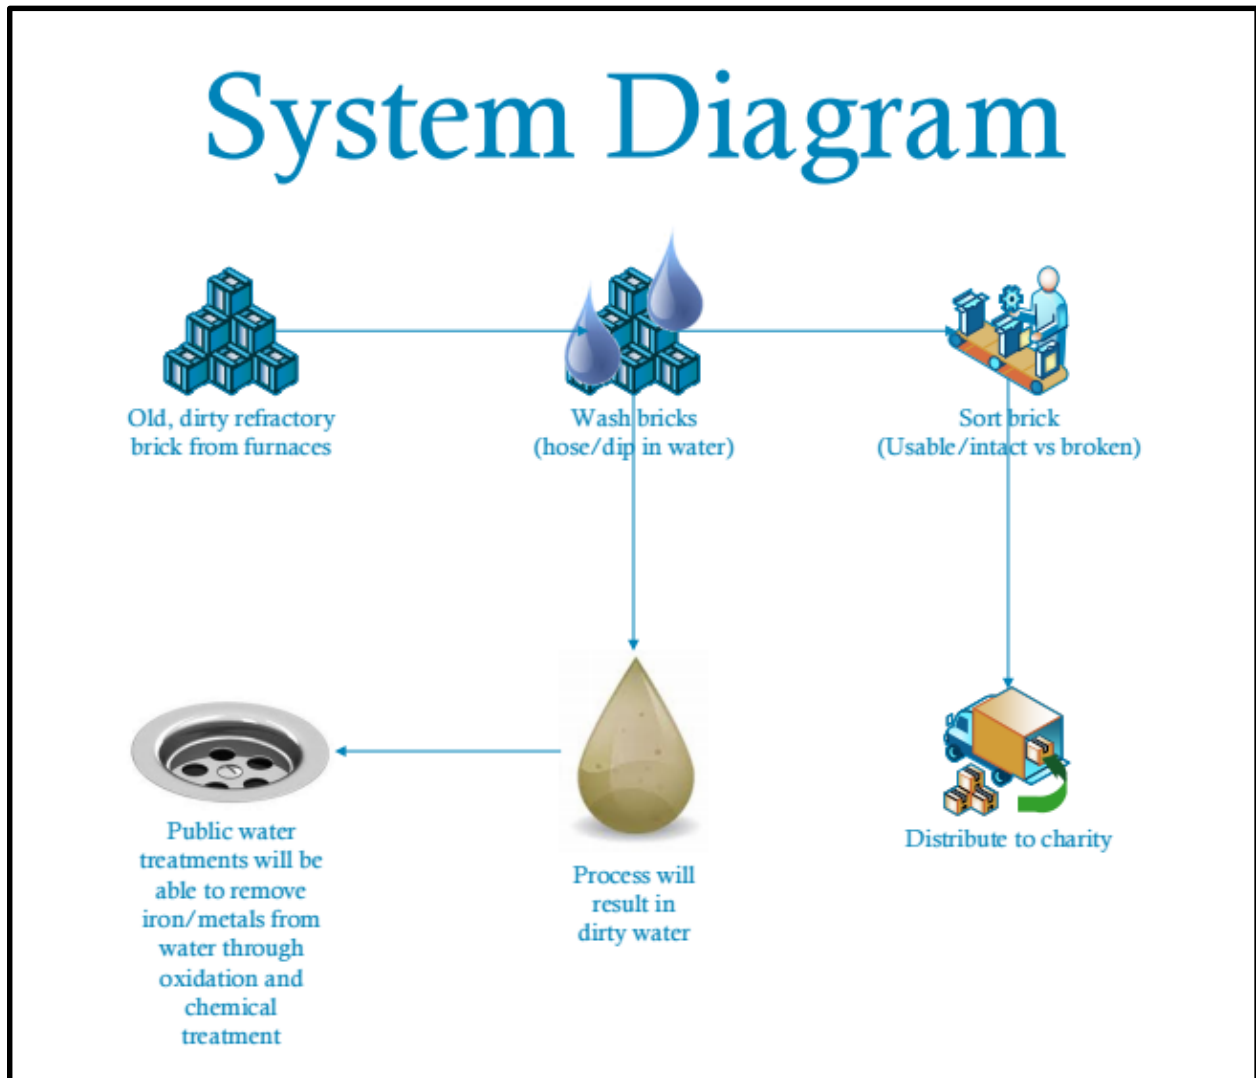 System Diagram
Old, dirty refractory
brick from furnaces
Wash bricks
(hose/dip in water)
Sort brick
(Usable/intact vs broken)
Public water
treatments will be
able to remove
iron/metals from
water through
oxidation and
chemical
treatment
Process will
result in
dirty water
Distribute to charity